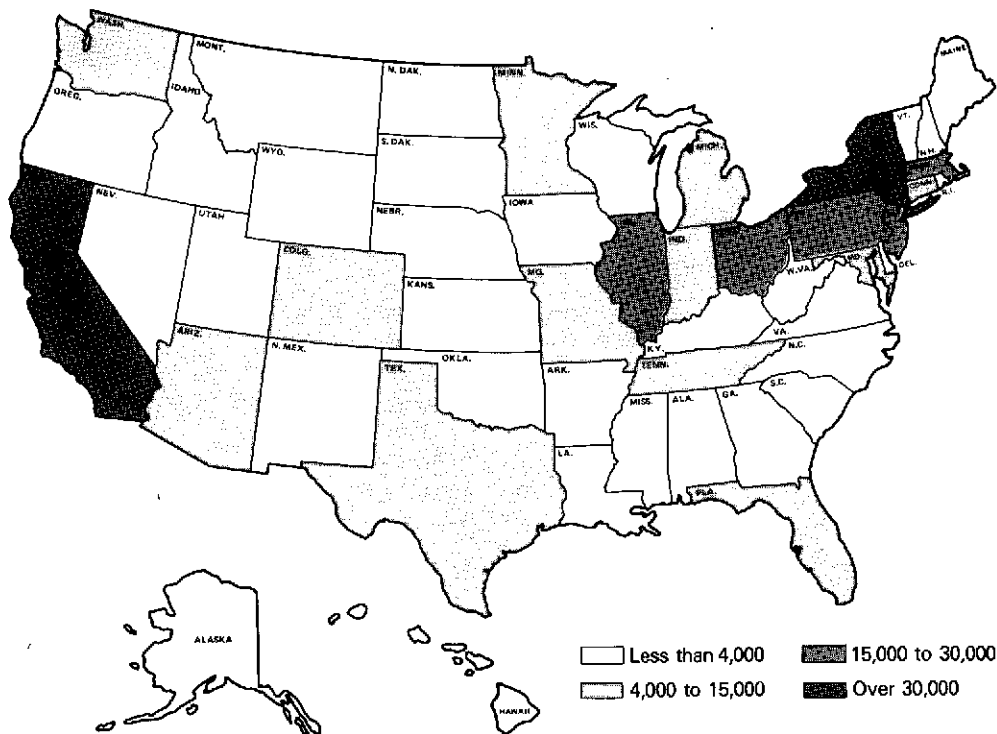 WASH.
MONT.
N. DAK.
MINN.
MAINE
OREG.
IDAHO
WIS.
MICH.
VT.
N.H.
S. DAK.
WYO.
CONN.
R.I.
NEV.
UTAH
NEBR.
IOWA
IND.
COLO.
KANS.
MO.
W.VA.
MD.
DEL.
VA.
KY.
ARIZ.
N. MEX.
OKLA.
TEX.
ARK.
TENN.
N.C.
S.C.
MISS.
ALA.
GA.
LA.
FLA.
ALASKA
HAWAII
Less than 4,000
15,000 to 30,000
4,000 to 15,000
Over 30,000